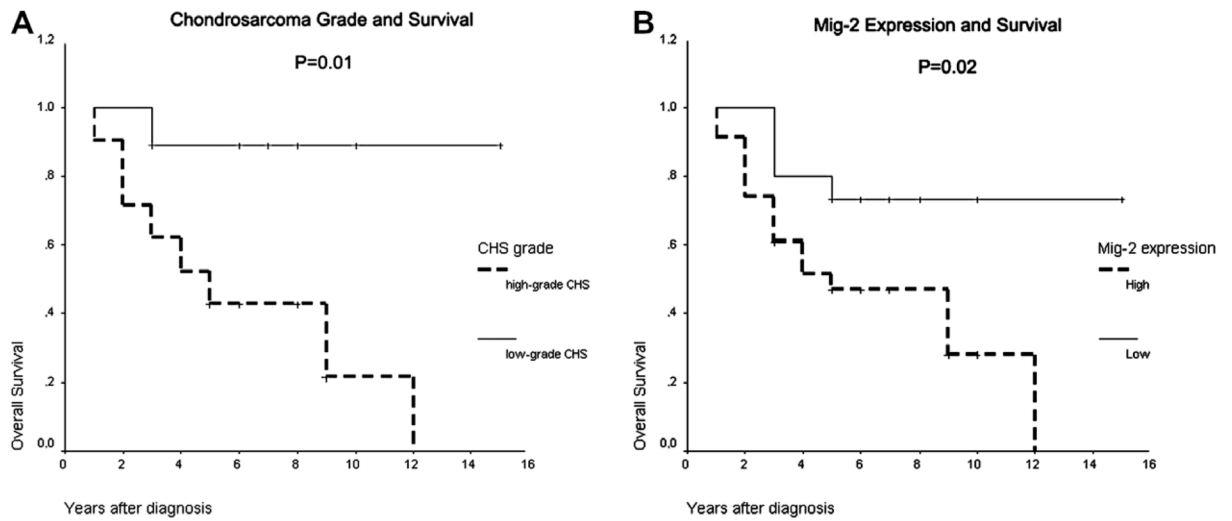 A
Chondrosarcoma Grade and Survival
P=0.01
1.2
1.0
.8
.6
.4
.2
0,0
Overall Survival
0 2 4 6 8 10 12 14 16
Years after diagnosis
CHS grade
high-grade CHS
low-grade CHS
B
Mig-2 Expression and Survival
P=0.02
1.2
1.0
.8
.6
.4
.2
0.0
Overall Survival
0 2 4 6 8 10 12 14 16
Years after diagnosis
Mig-2 expression
High
Low